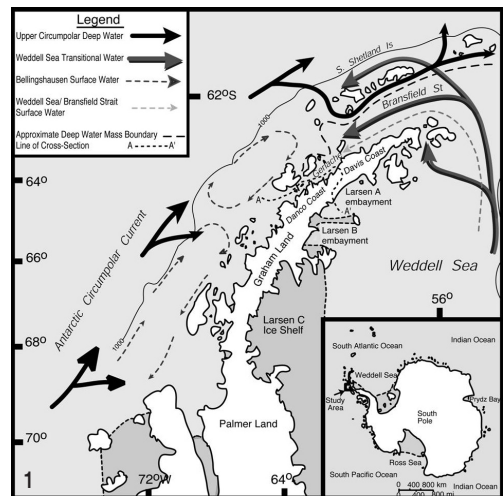 Legend
Upper Circumpolar Deep Water
Weddell Sea Transitional Water
Bellingshausen Surface Water
Weddell Sea/ Bransfield Strait
Surface Water
Approximate Deep Water Mass Boundary
Line of Cross-Section A A'
62°S
64°
66°
68°
70°
72°W
64°
56°
S. Shetland Is
Bransfield St
Gerlache
1000
Davis Coast
Danco Coast
A
A'
Larsen A
embayment
Larsen B
embayment
Graham Land
Weddell Sea
Antarctic Circumpolar Current
Larsen C
Ice Shelf
1000
Palmer Land
1
South Atlantic Ocean
Indian Ocean
Weddell Sea
Study
Area
Prydz Bay
South
Pole
Ross Sea
South Pacific Ocean
Indian Ocean
0 400 800 km
0 400 800 mi